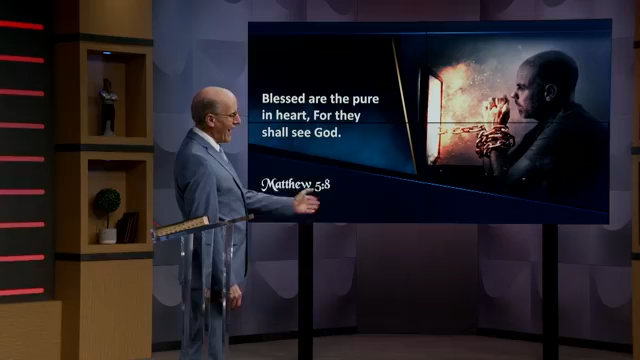 Blessed are the pure
in heart, For they
shall see God.
Matthew 5:8